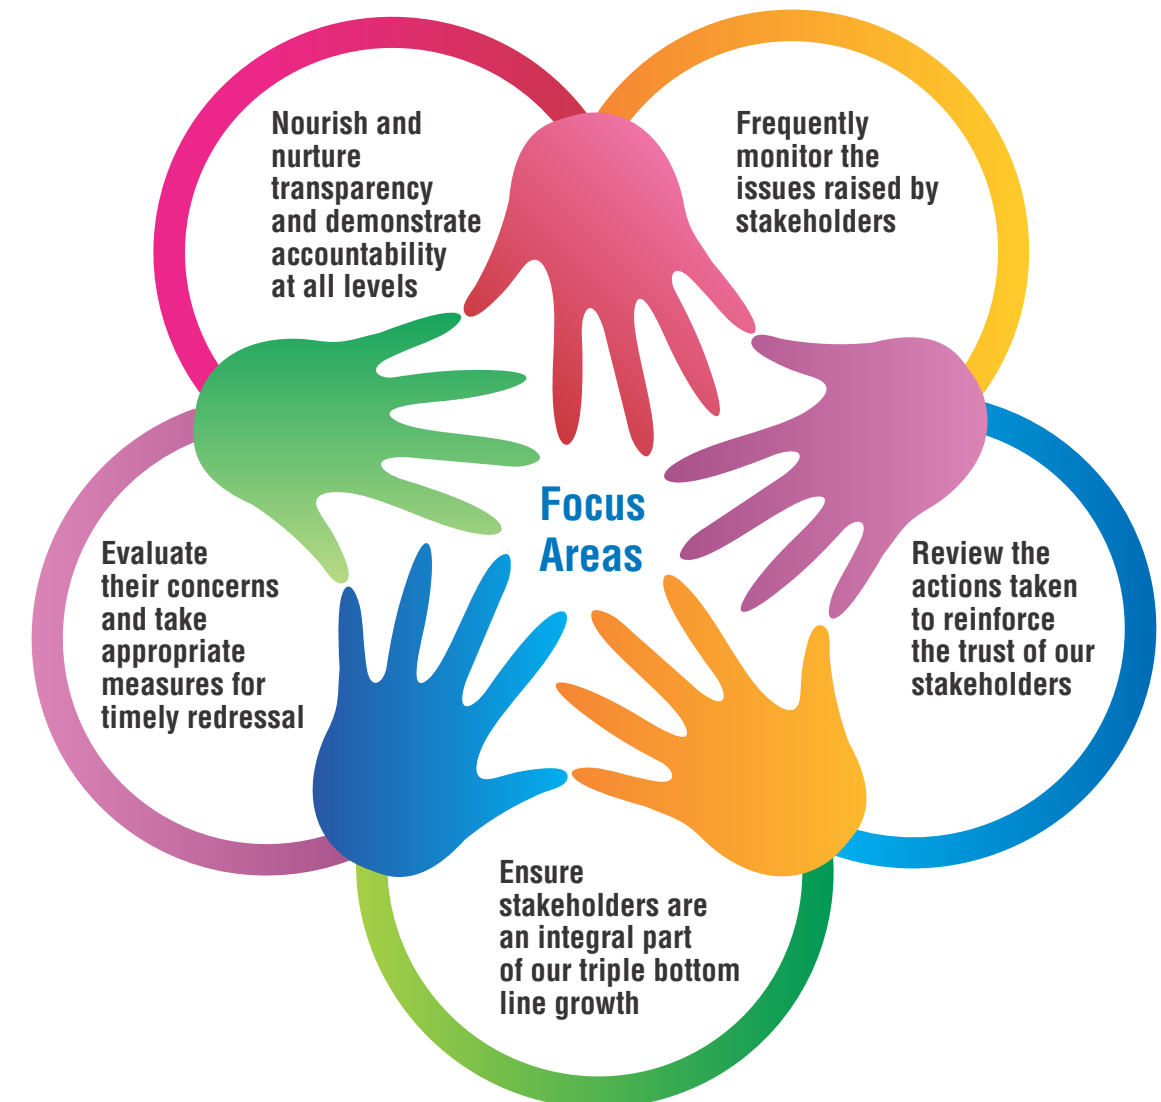 Nourish and
nurture
transparency
and demonstrate
accountability
at all levels
Frequently
monitor the
issues raised by
stakeholders
Focus
Areas
Evaluate
their concerns
and take
appropriate
measures for
timely redressal
Review the
actions taken
to reinforce
the trust of our
stakeholders
Ensure
stakeholders are
an integral part
of our triple bottom
line growth